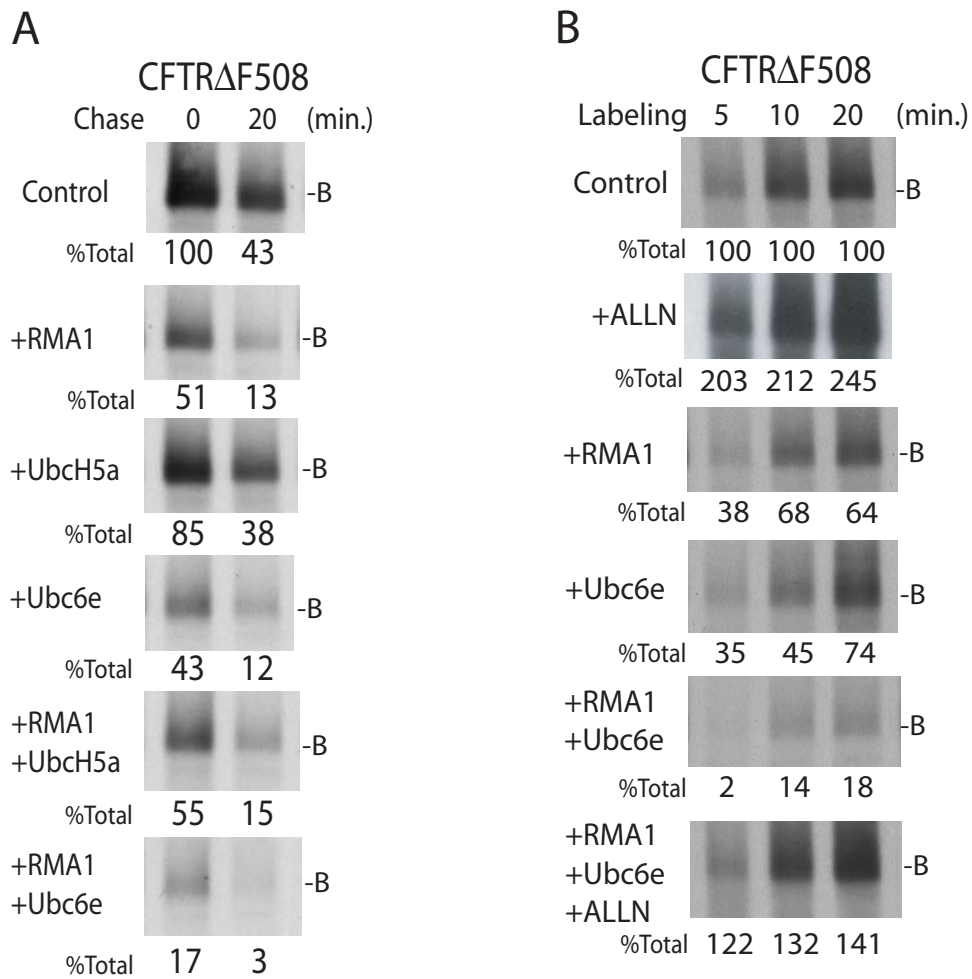 A
CFTRΔF508
Chase 0 20 (min.)
Control -B
%Total 100 43
+RMA1 -B
%Total 51 13
+UbcH5a -B
%Total 85 38
+Ubc6e -B
%Total 43 12
+RMA1
+UbcH5a -B
%Total 55 15
+RMA1
+Ubc6e -B
%Total 17 3
B
CFTRΔF508
Labeling 5 10 20 (min.)
Control -B
%Total 100 100 100
+ALLN
%Total 203 212 245
+RMA1 -B
%Total 38 68 64
+Ubc6e -B
%Total 35 45 74
+RMA1
+Ubc6e -B
%Total 2 14 18
+RMA1
+Ubc6e -B
+ALLN
%Total 122 132 141